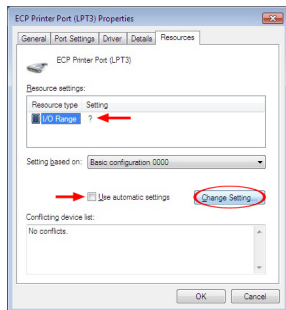 ECP Printer Port (LPT3) Properties
General Port Settings Driver Details Resources
ECP Printer Port (LPT3)
Resource settings:
Resource type Setting
I/O Range ?
Setting based on: Basic configuration 0000
Use automatic settings Change Setting...
Conflicting device list:
No conflicts.
OK Cancel